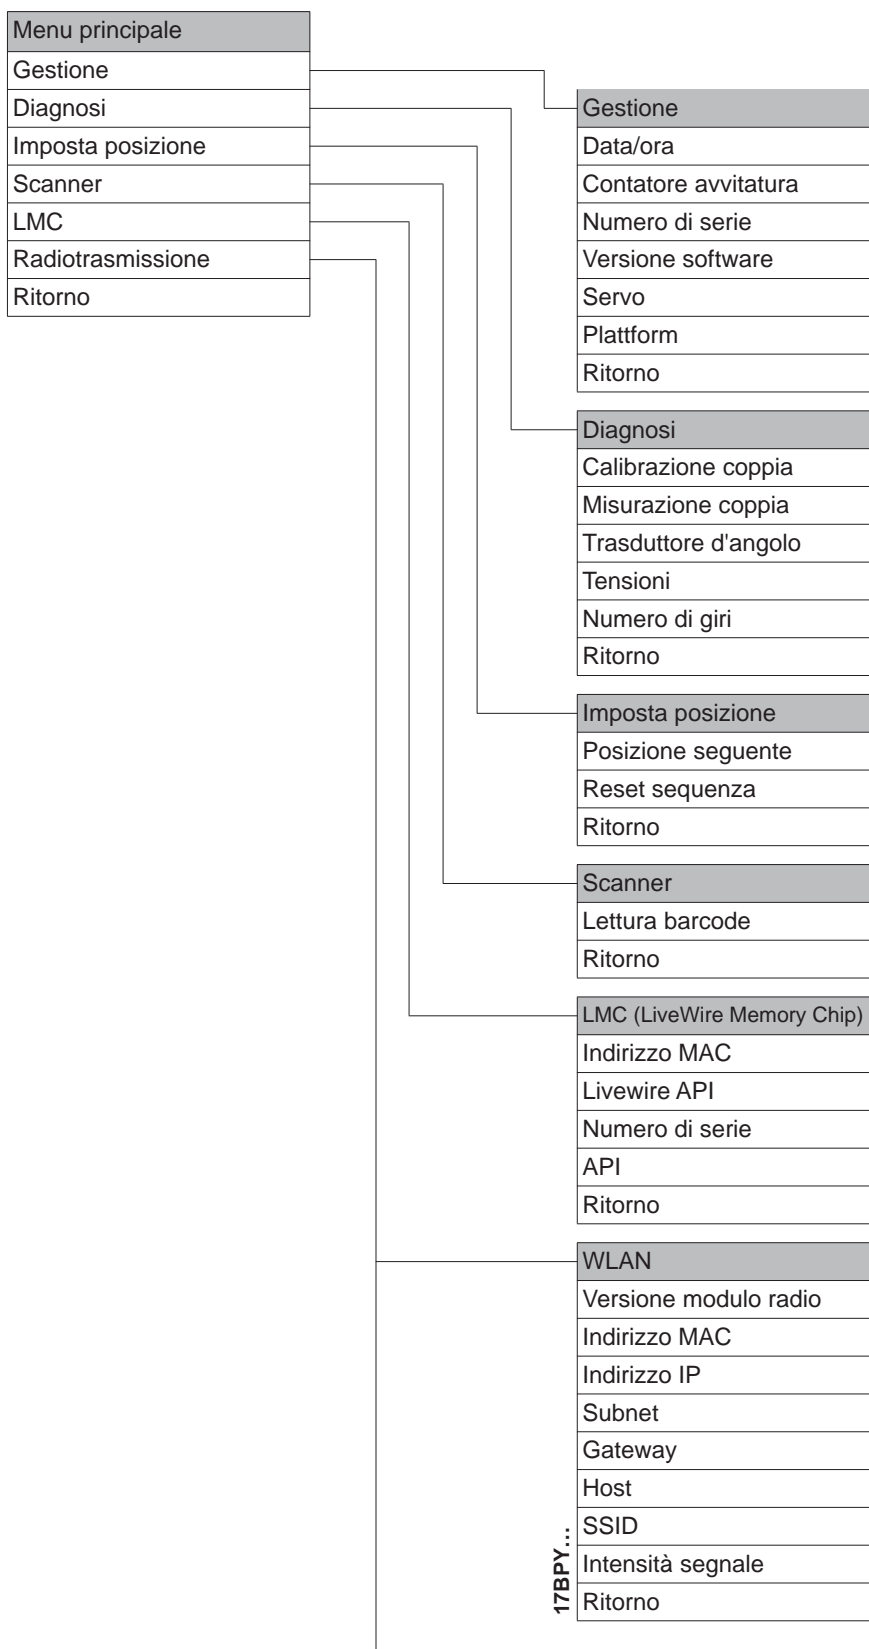 Menu principale
Gestione
Diagnosi
Imposta posizione
Scanner
LMC
Radiotrasmissione
Ritorno
Gestione
Data/ora
Contatore avvitatura
Numero di serie
Versione software
Servo
Plattform
Ritorno
Diagnosi
Calibrazione coppia
Misurazione coppia
Trasduttore d'angolo
Tensioni
Numero di giri
Ritorno
Imposta posizione
Posizione seguente
Reset sequenza
Ritorno
Scanner
Lettura barcode
Ritorno
LMC (LiveWire Memory Chip)
Indirizzo MAC
Livewire API
Numero di serie
API
Ritorno
WLAN
Versione modulo radio
Indirizzo MAC
Indirizzo IP
Subnet
Gateway
Host
SSID
Intensità segnale
Ritorno
17BPY...